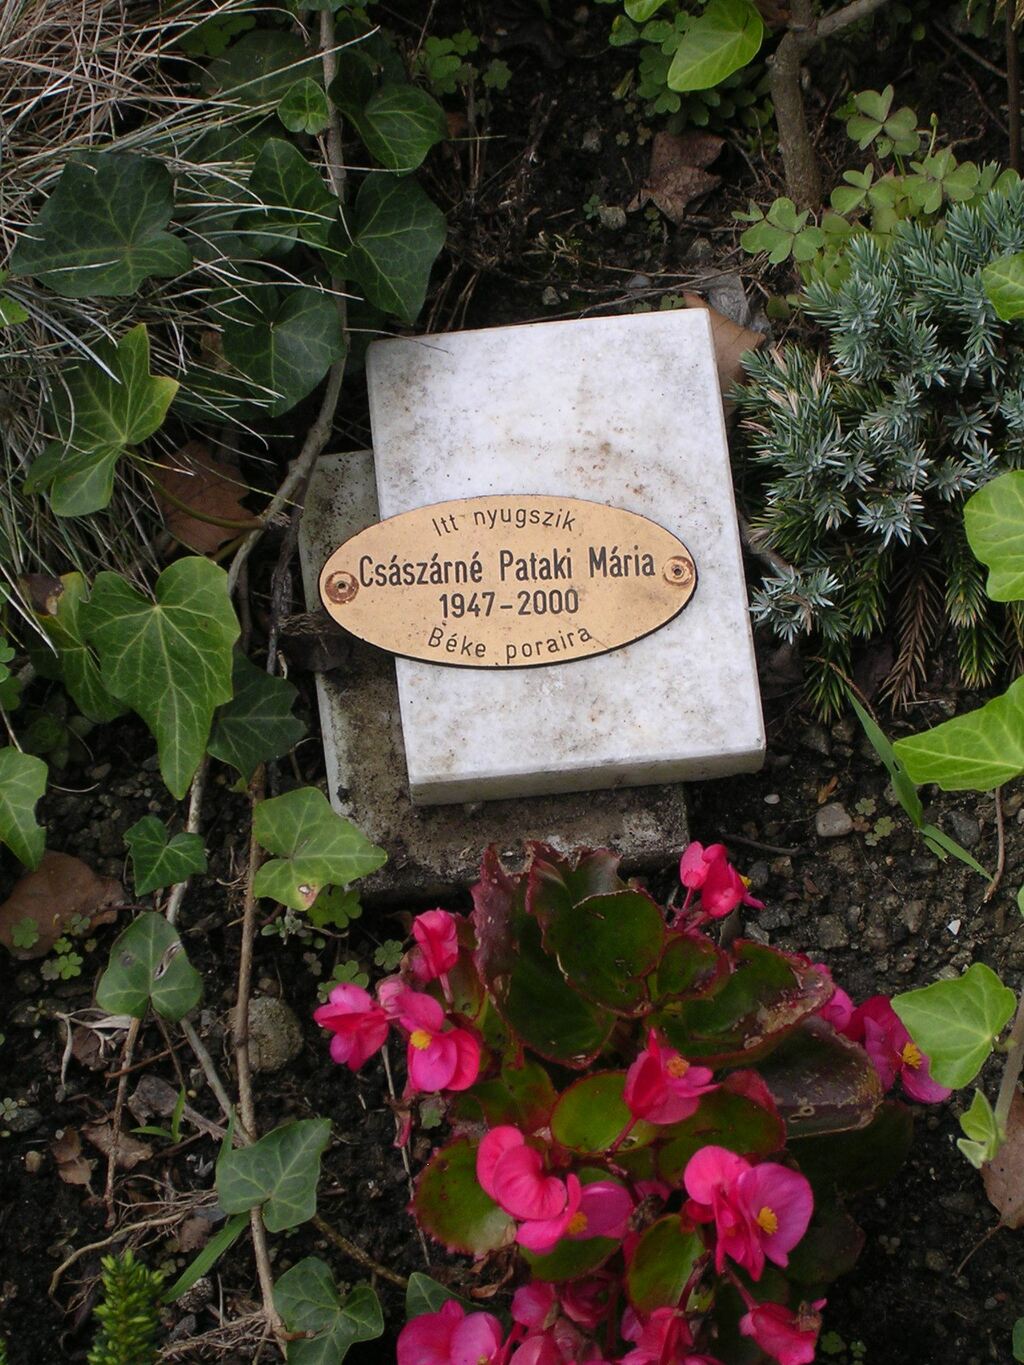 Itt nyugszik
Császárné Pataki Mária
1947-2000
Béke poraira